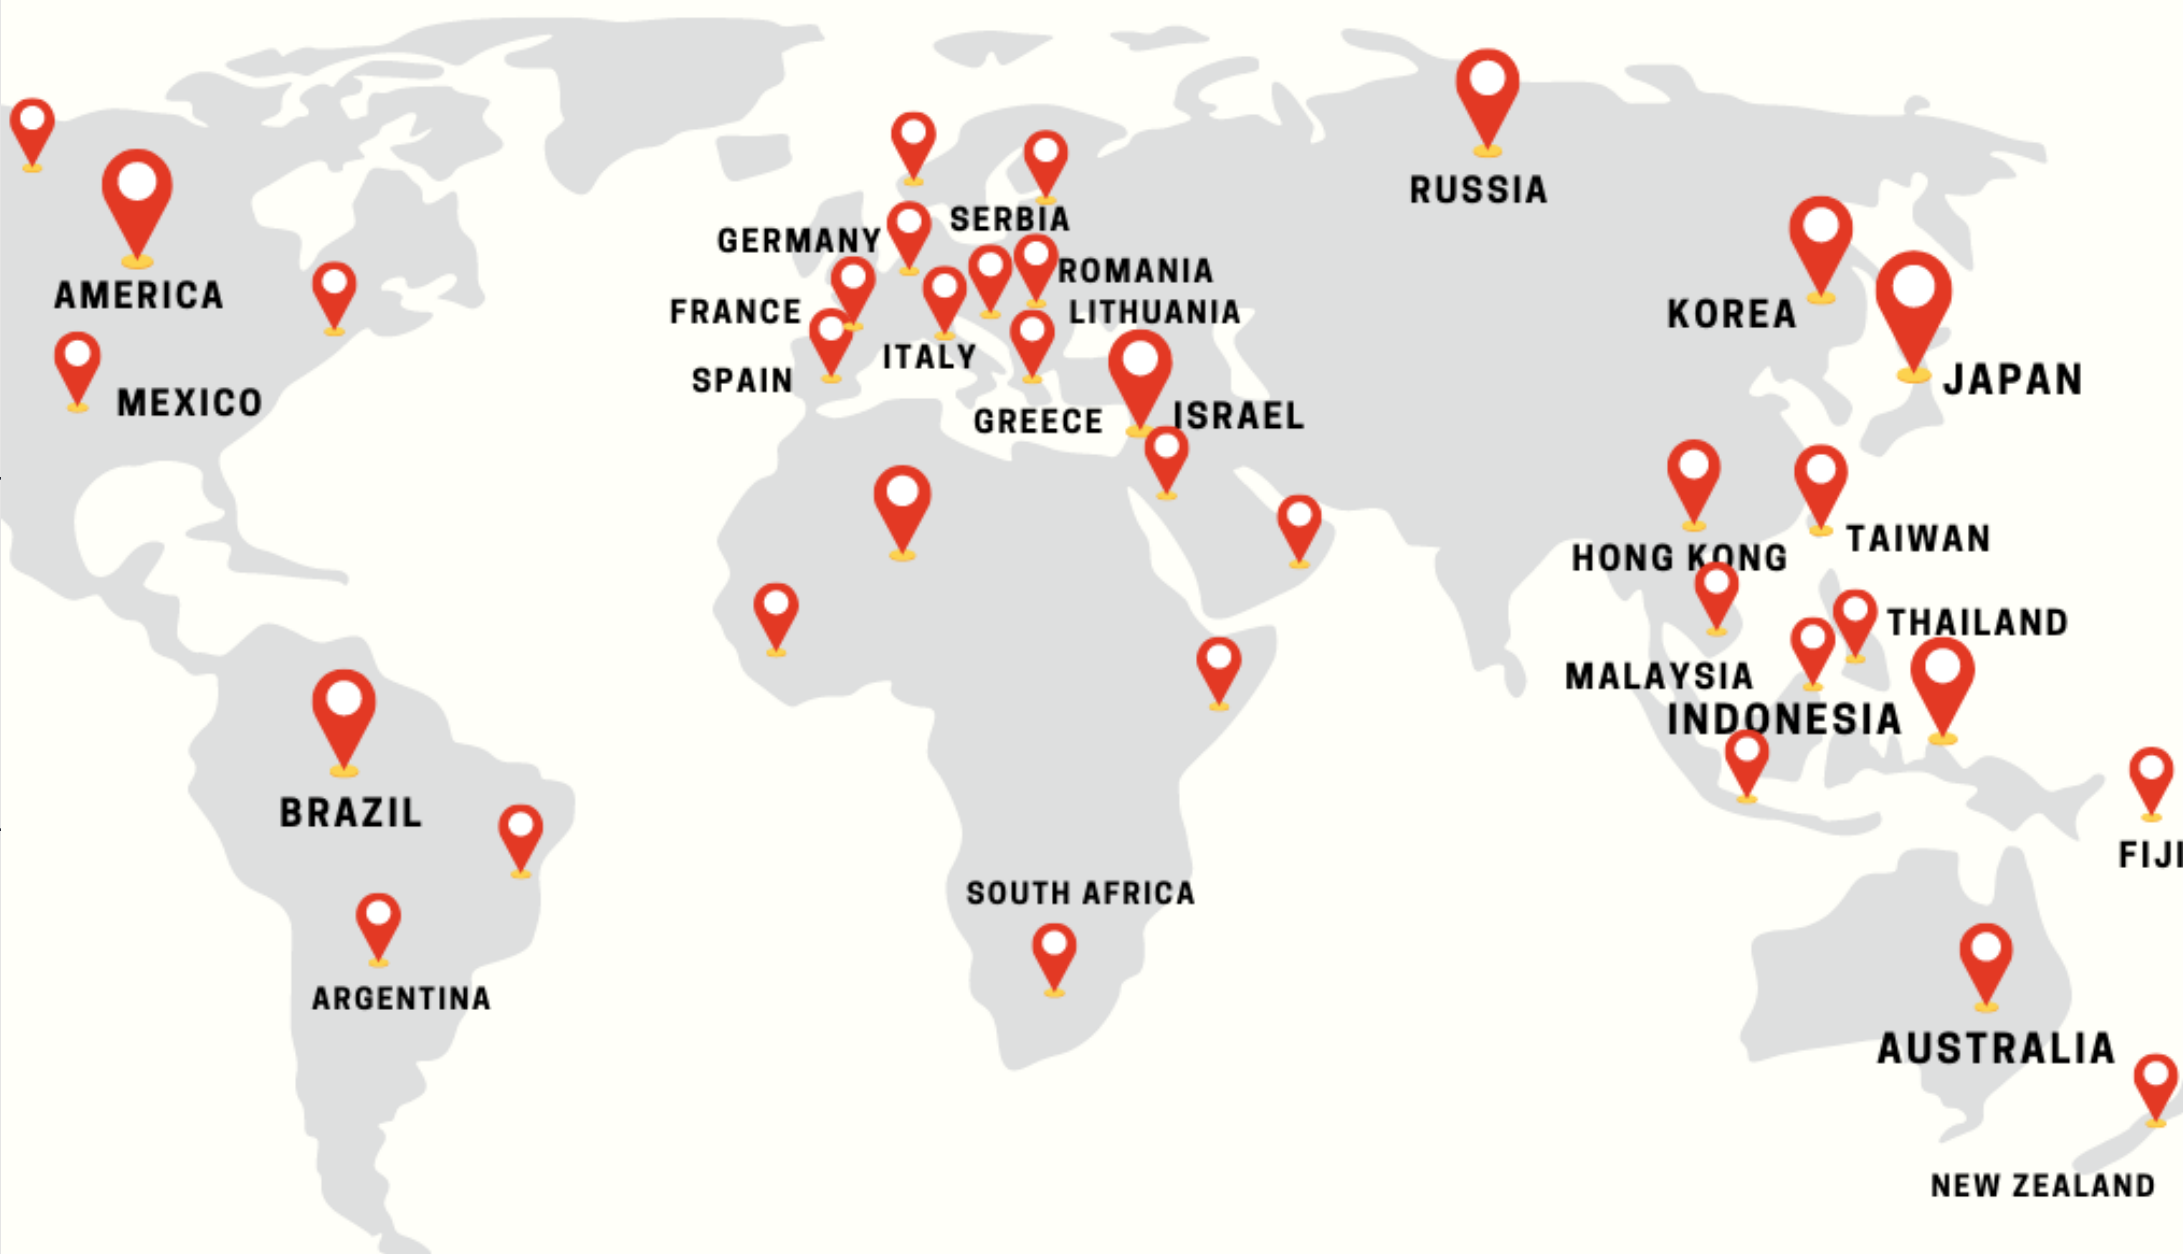 RUSSIA
SERBIA
GERMANY
ROMANIA
AMERICA
FRANCE
LITHUANIA
KOREA
ITALY
SPAIN
JAPAN
MEXICO
ISRAEL
GREECE
TAIWAN
HONG KONG
THAILAND
MALAYSIA
INDONESIA
BRAZIL
FIJI
SOUTH AFRICA
ARGENTINA
AUSTRALIA
NEW ZEALAND